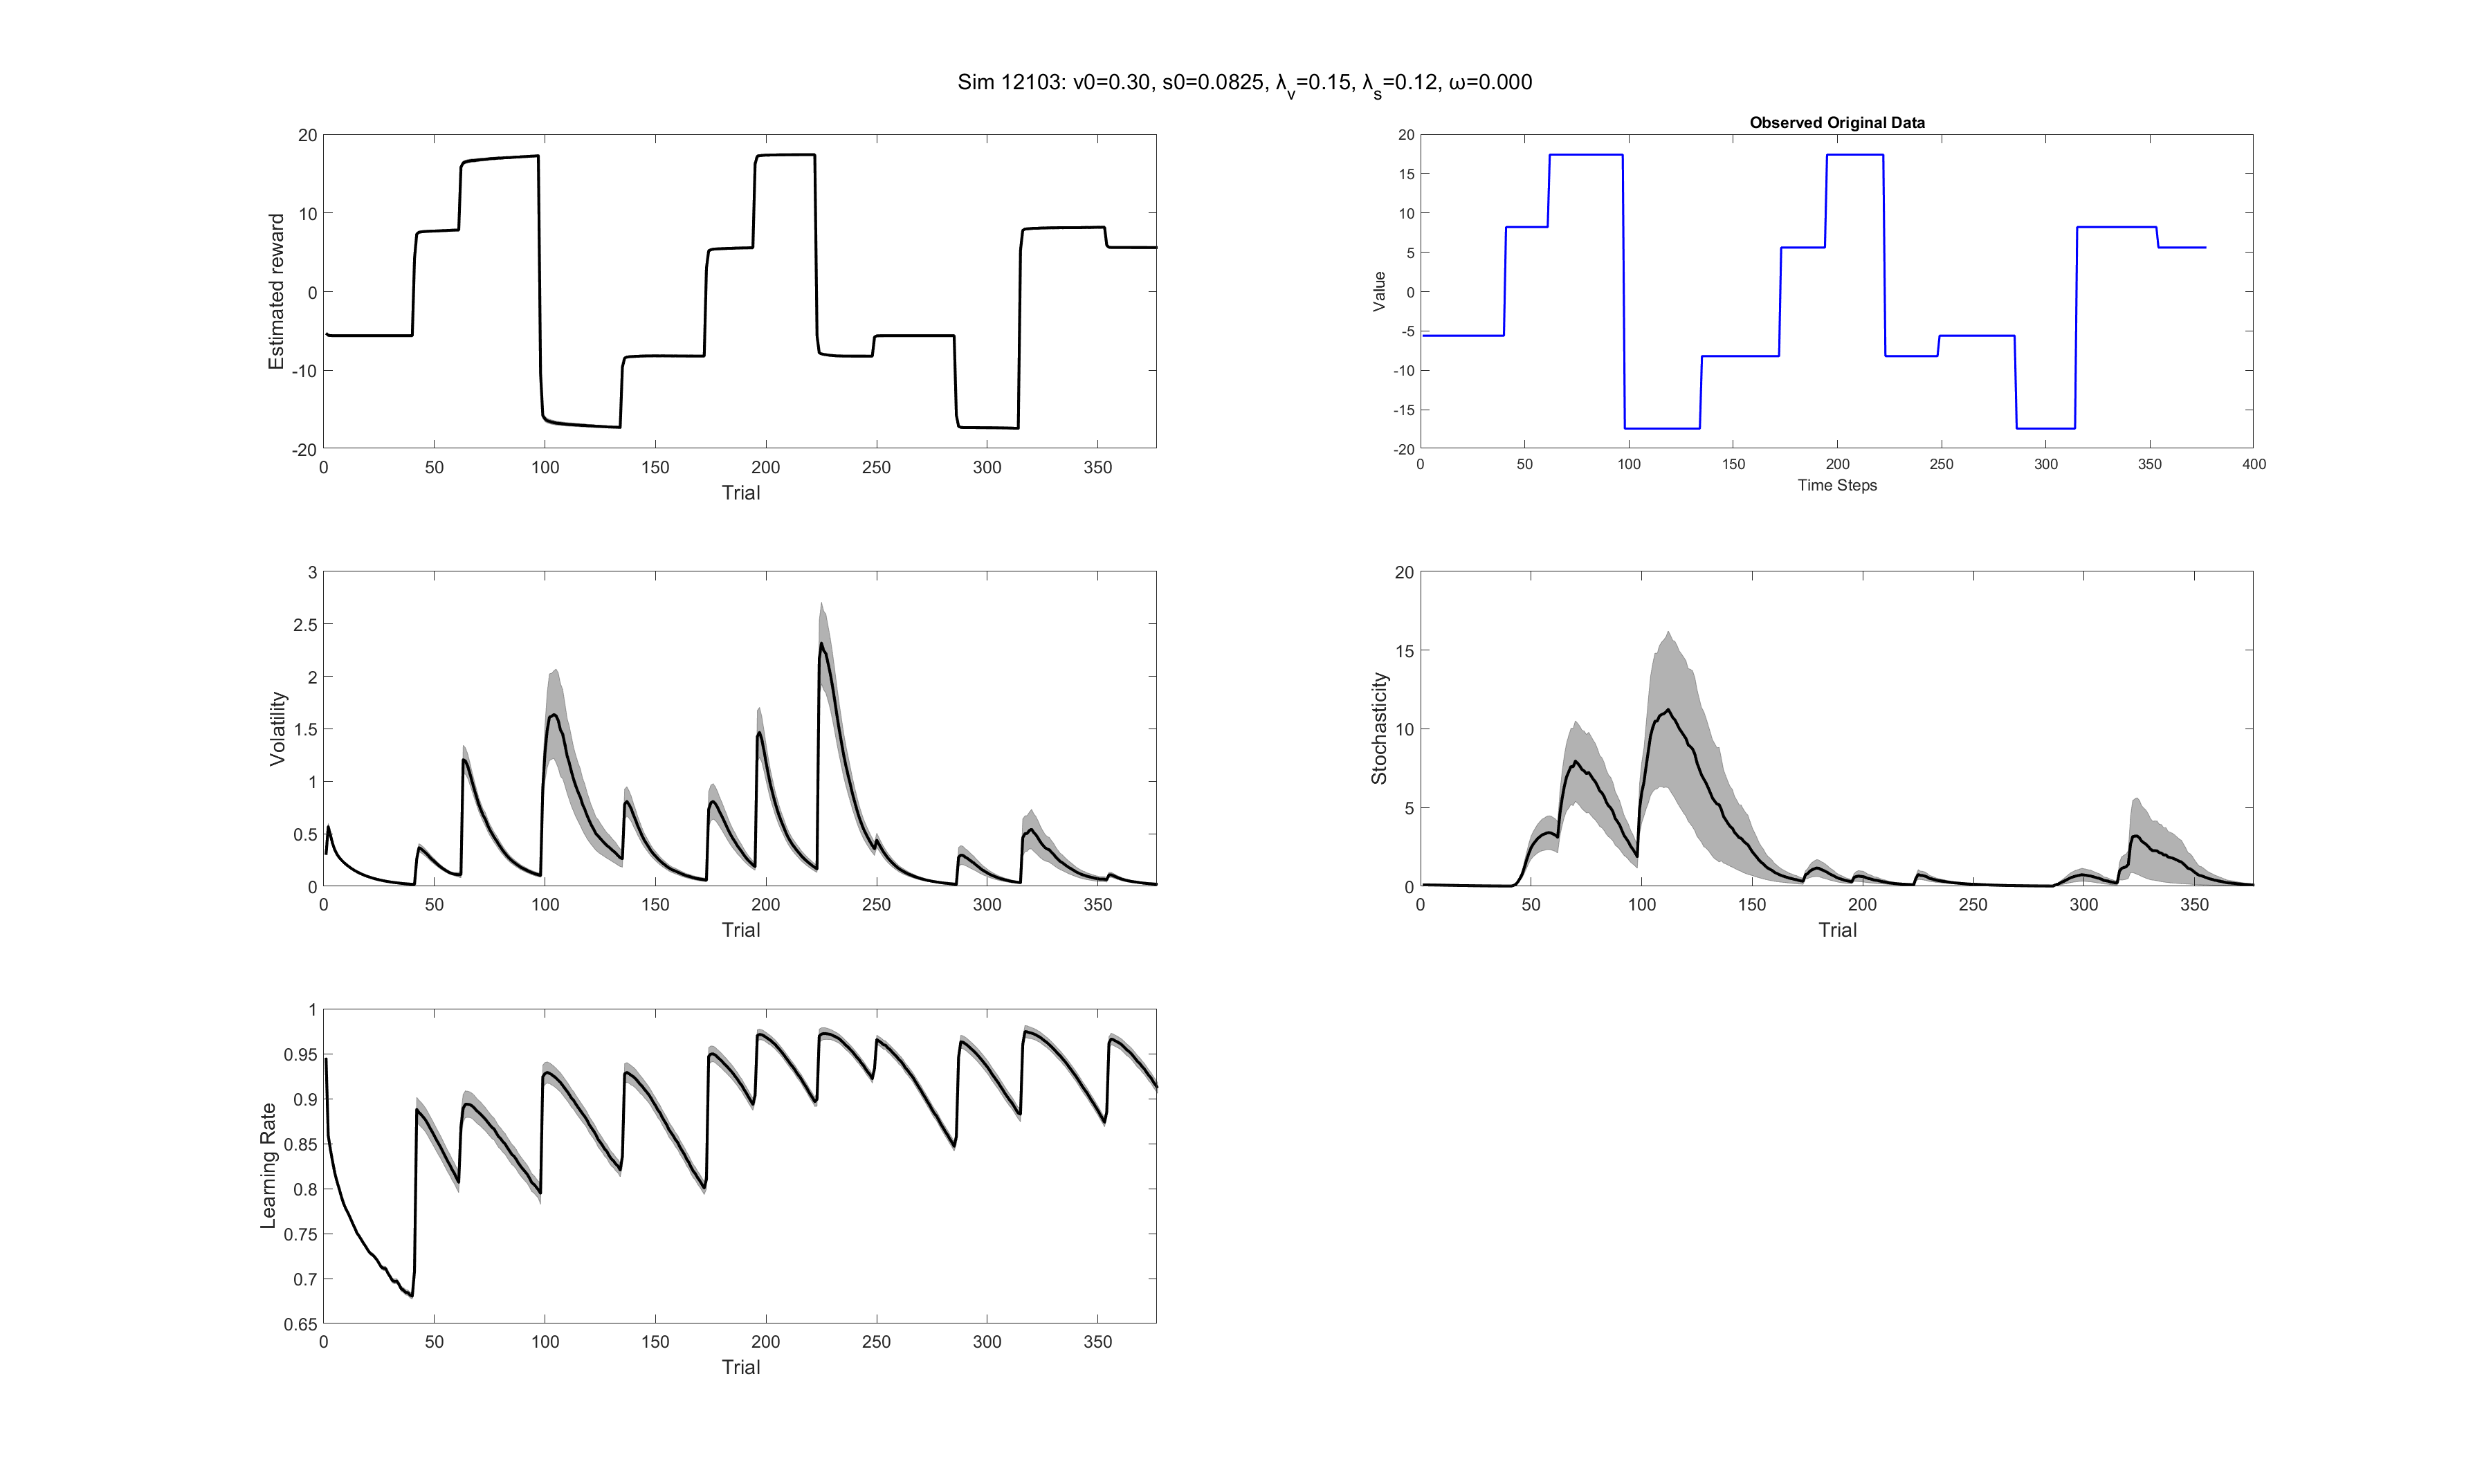 Sim 12103: v0=0.30, s0=0.0825, λv=0.15, λs=0.12, ω=0.000
20
10
0
-10
-20
Estimated reward
0 50 100 150 200 250 300 350
Trial
Observed Original Data
20
15
10
5
0
-5
-10
-15
-20
Value
0 50 100 150 200 250 300 350 400
Time Steps
3
2.5
2
1.5
1
0.5
0
Volatility
0 50 100 150 200 250 300 350
Trial
20
15
10
5
0
Stochasticity
0 50 100 150 200 250 300 350
Trial
1
0.95
0.9
0.85
0.8
0.75
0.7
0.65
Learning Rate
0 50 100 150 200 250 300 350
Trial